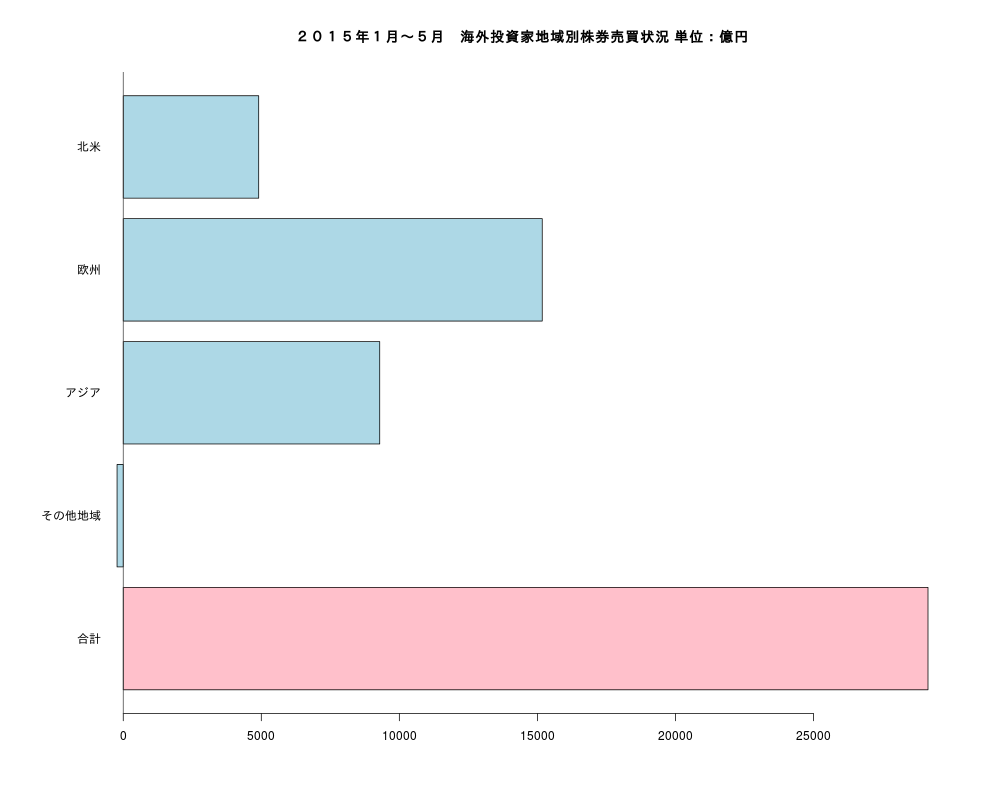 ２０１５年１月～５月　海外投資家地域別株券売買状況 単位：億円
北米
欧州
アジア
その他地域
合計
0 5000 10000 15000 20000 25000